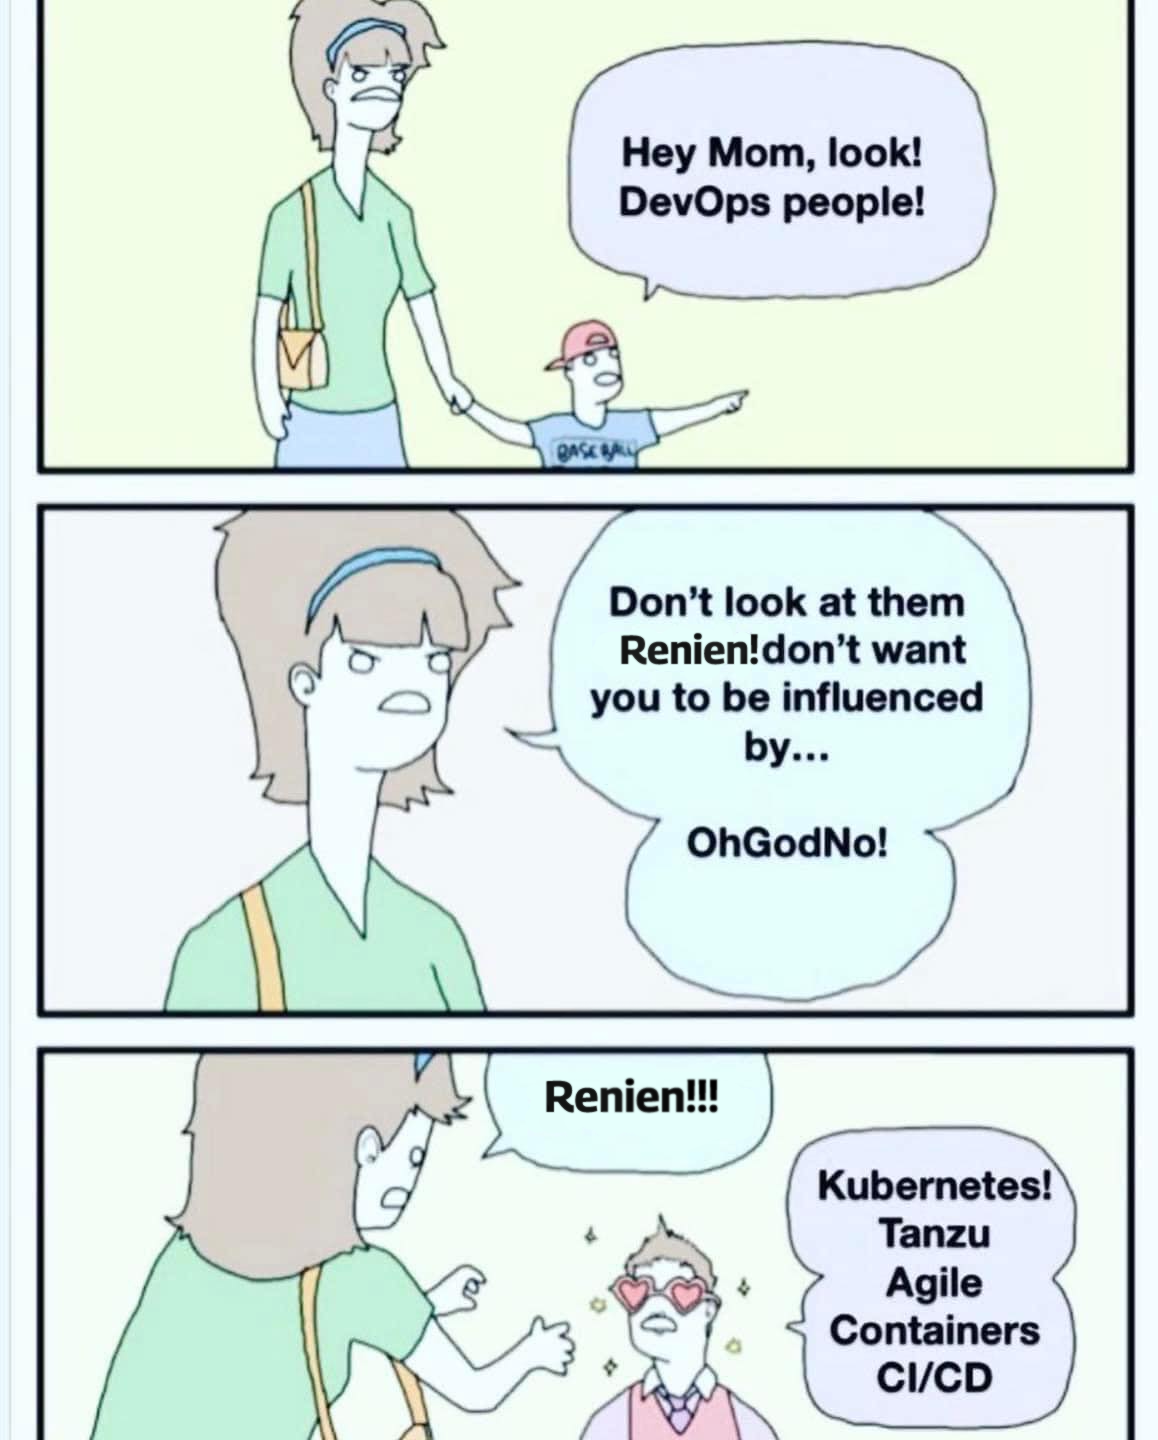 Hey Mom, look!
DevOps people!
BASEBALL
Don't look at them
Renien!don't want
you to be influenced
by...
OhGodNo!
Renien!!!
Kubernetes!
Tanzu
Agile
Containers
CI/CD